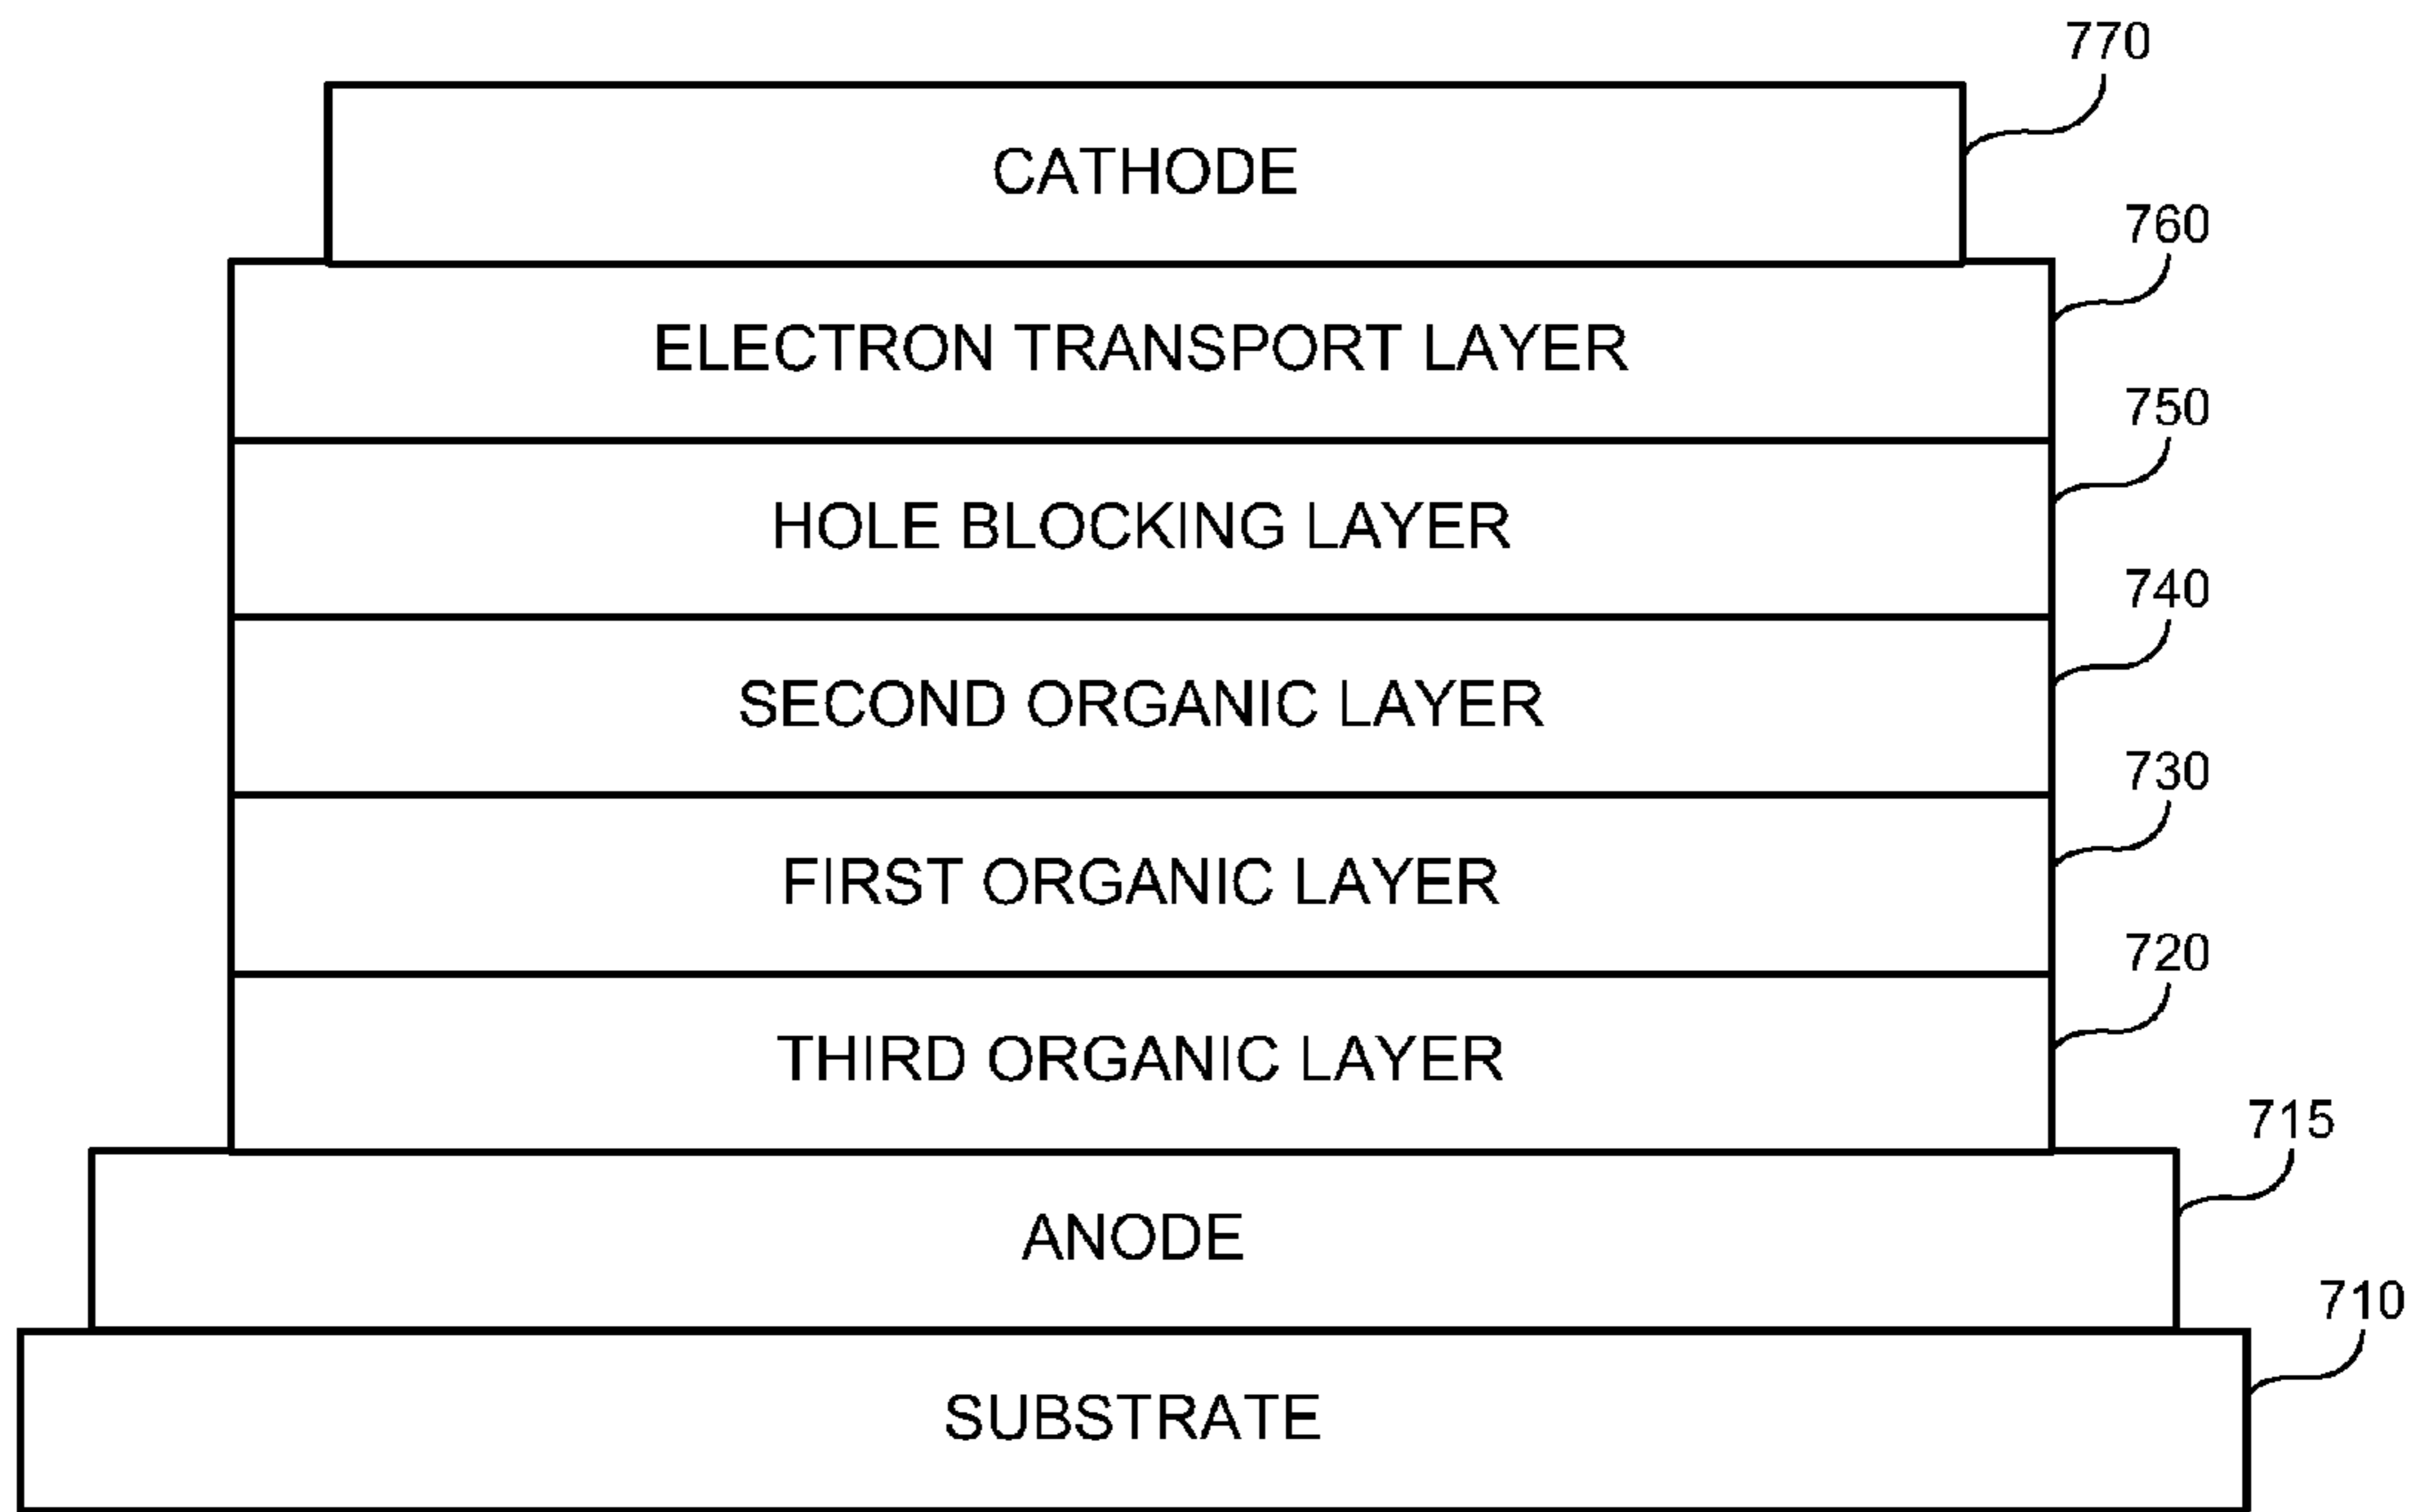 770
CATHODE
760
ELECTRON TRANSPORT LAYER
750
HOLE BLOCKING LAYER
740
SECOND ORGANIC LAYER
730
FIRST ORGANIC LAYER
720
THIRD ORGANIC LAYER
715
ANODE
710
SUBSTRATE